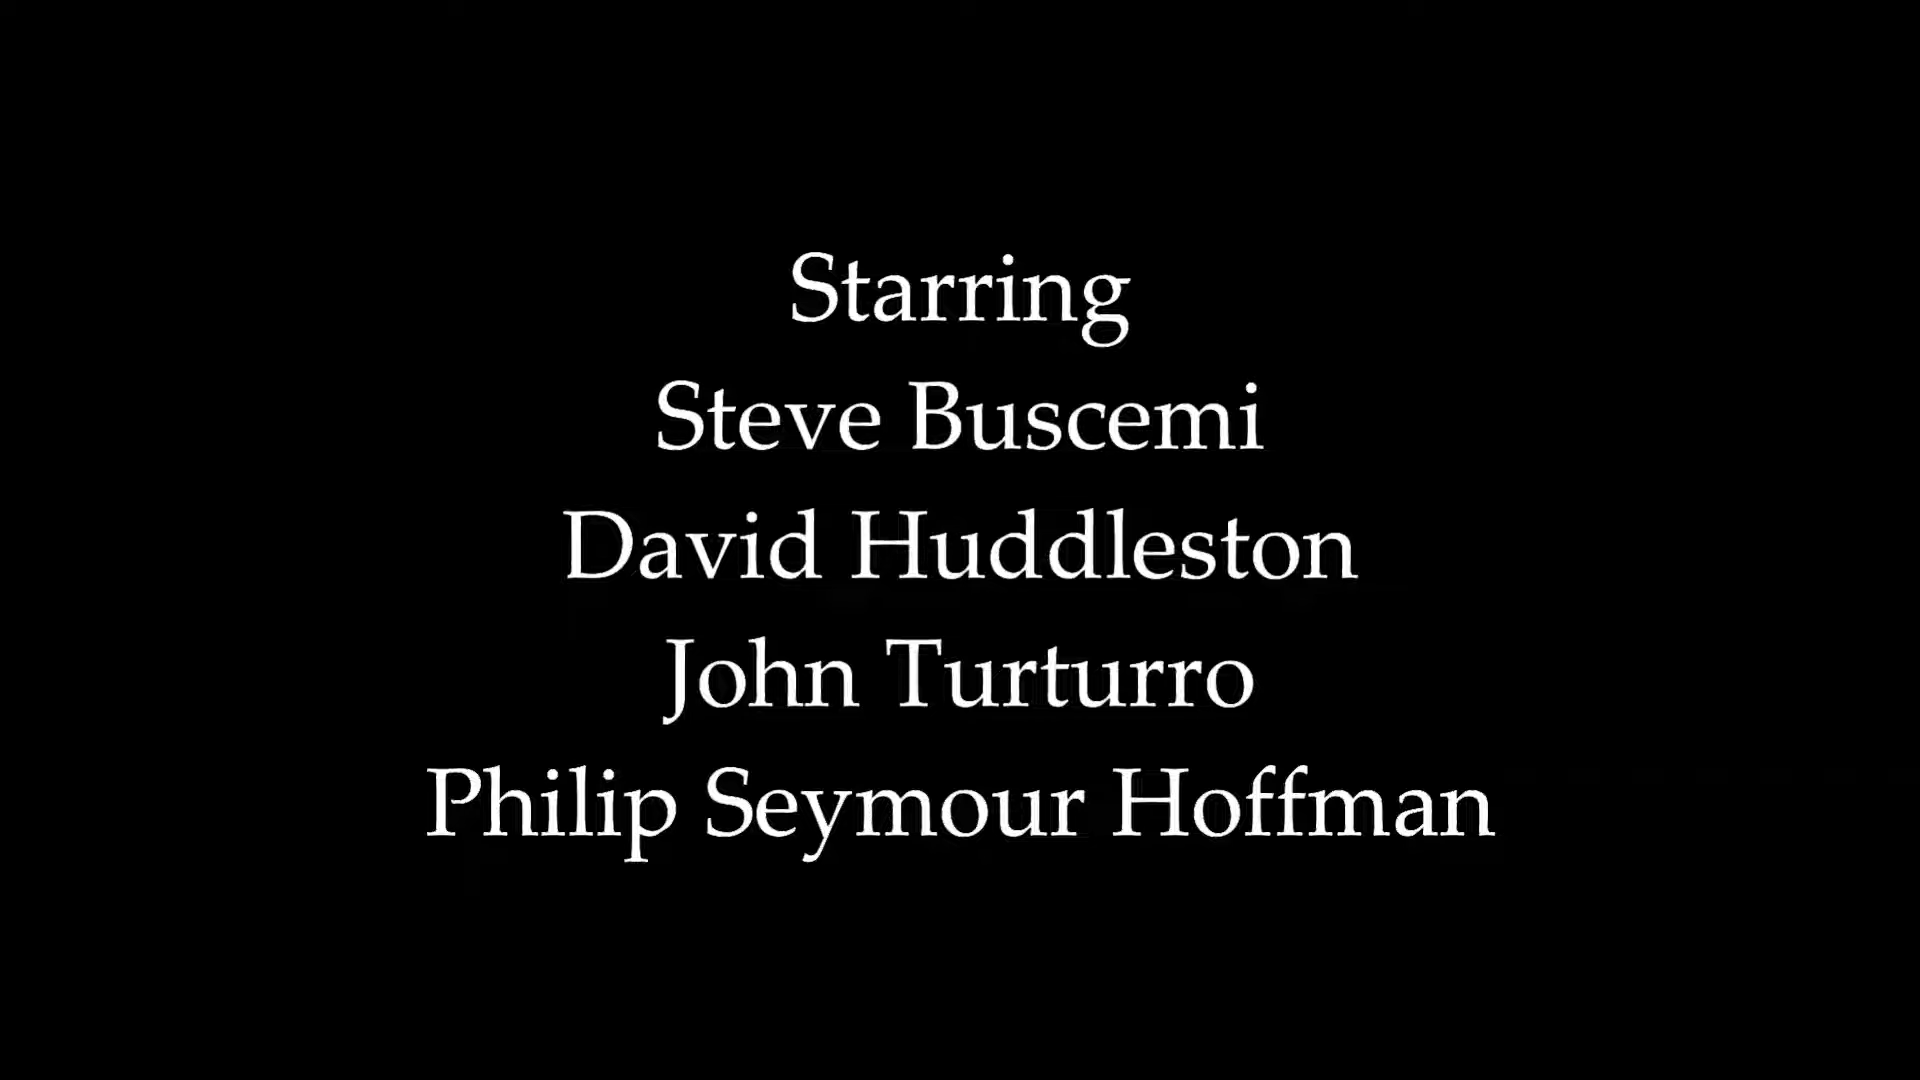 Starring
Steve Buscemi
David Huddleston
John Turturro
Philip Seymour Hoffman